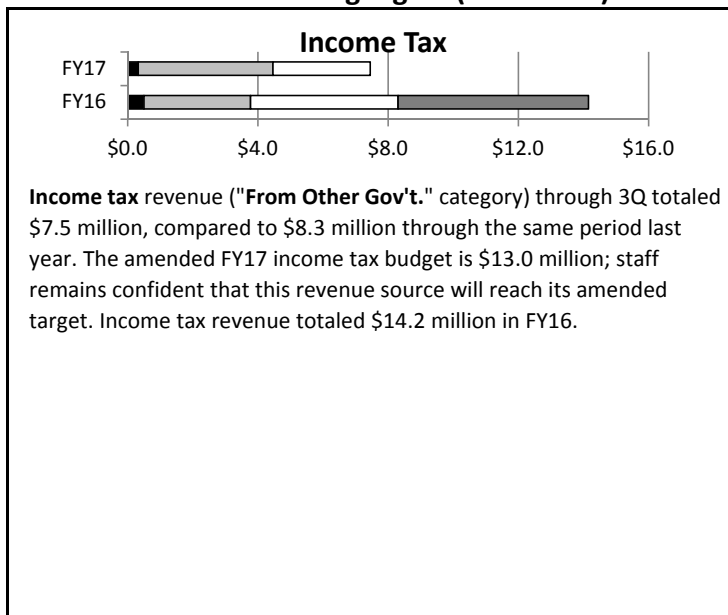 Income Tax
FY17
FY16
$0.0 $4.0 $8.0 $12.0 $16.0
Income tax revenue ("From Other Gov't." category) through 3Q totaled
$7.5 million, compared to $8.3 million through the same period last
year. The amended FY17 income tax budget is $13.0 million; staff
remains confident that this revenue source will reach its amended
target. Income tax revenue totaled $14.2 million in FY16.